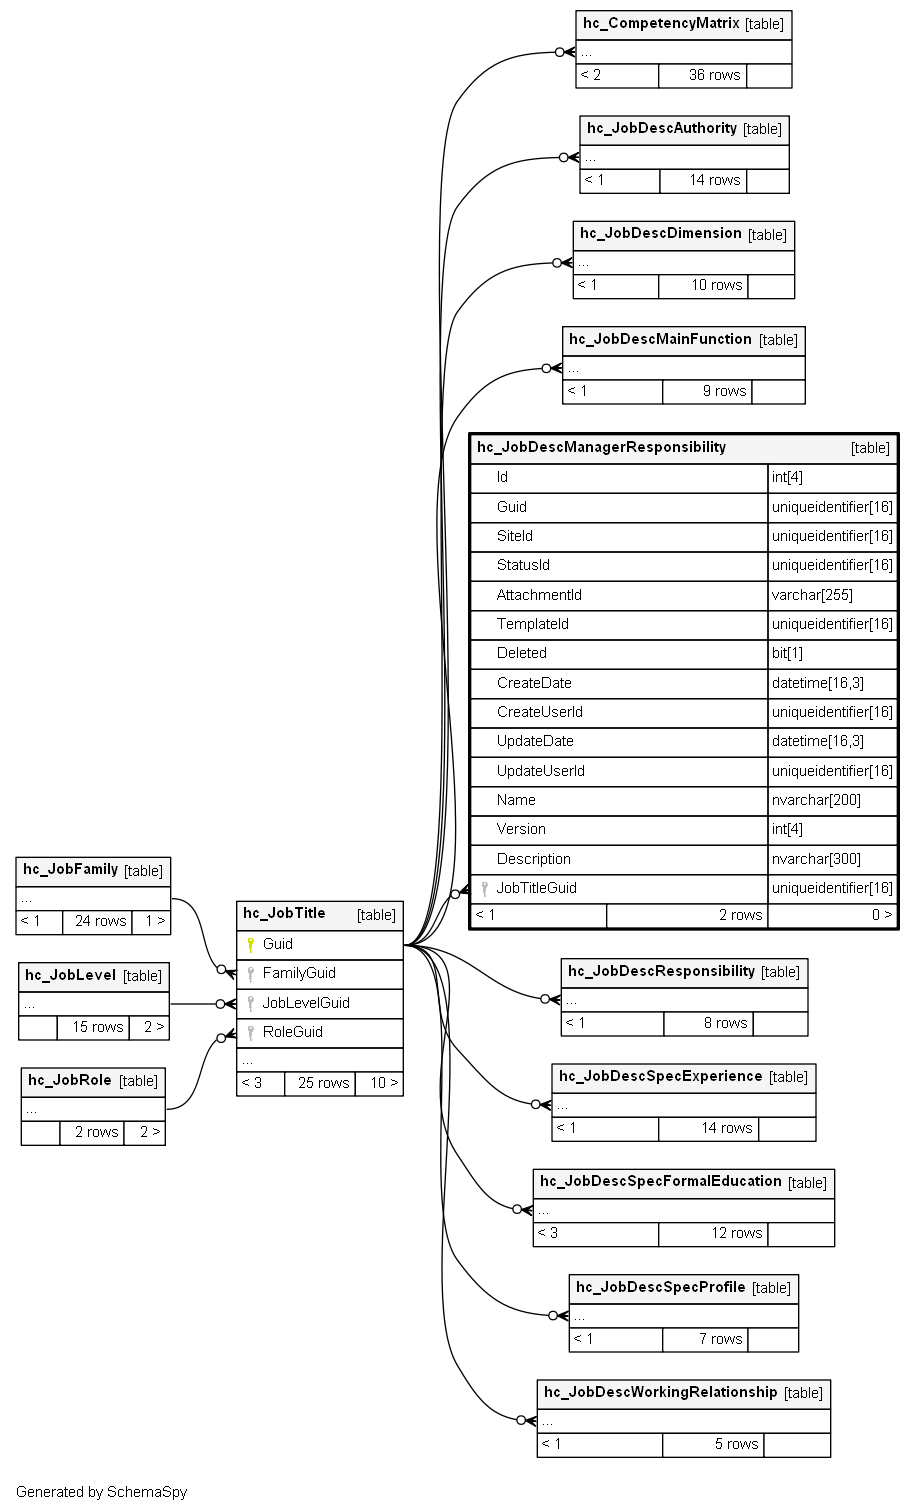 hc_CompetencyMatrix [table]
...
< 2 36 rows
hc_JobDescAuthority [table]
...
< 1 14 rows
hc_JobDescDimension [table]
...
< 1 10 rows
hc_JobDescMainFunction [table]
...
< 1 9 rows
hc_JobDescManagerResponsibility [table]
Id int[4]
Guid uniqueidentifier[16]
SiteId uniqueidentifier[16]
StatusId uniqueidentifier[16]
AttachmentId varchar[255]
TemplateId uniqueidentifier[16]
Deleted bit[1]
CreateDate datetime[16,3]
CreateUserId uniqueidentifier[16]
UpdateDate datetime[16,3]
UpdateUserId uniqueidentifier[16]
Name nvarchar[200]
Version int[4]
Description nvarchar[300]
JobTitleGuid uniqueidentifier[16]
< 1 2 rows 0 >
hc_JobFamily [table]
...
< 1 24 rows 1 >
hc_JobLevel [table]
...
15 rows 2 >
hc_JobRole [table]
...
2 rows 2 >
hc_JobTitle [table]
Guid
FamilyGuid
JobLevelGuid
RoleGuid
...
< 3 25 rows 10 >
hc_JobDescResponsibility [table]
...
< 1 8 rows
hc_JobDescSpecExperience [table]
...
< 1 14 rows
hc_JobDescSpecFormalEducation [table]
...
< 3 12 rows
hc_JobDescSpecProfile [table]
...
< 1 7 rows
hc_JobDescWorkingRelationship [table]
...
< 1 5 rows
Generated by SchemaSpy